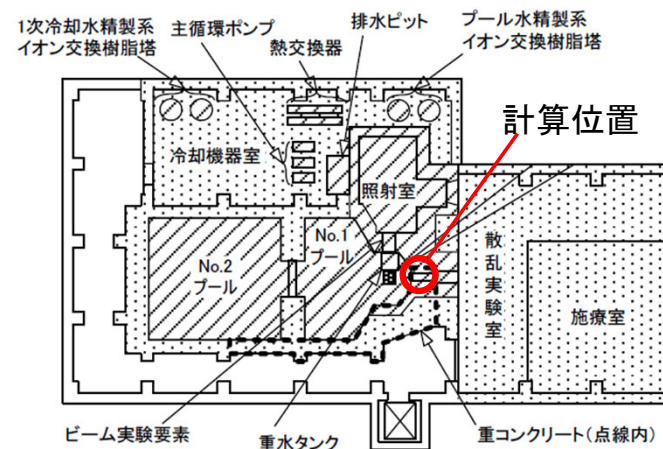 1次冷却水精製系
イオン交換樹脂塔
主循環ポンプ
熱交換器
排水ピット
プール水精製系
イオン交換樹脂塔
計算位置
冷却機器室
照射室
No.1
プール
No.2
プール
散乱実験室
施療室
ビーム実験要素
重水タンク
重コンクリート(点線内)